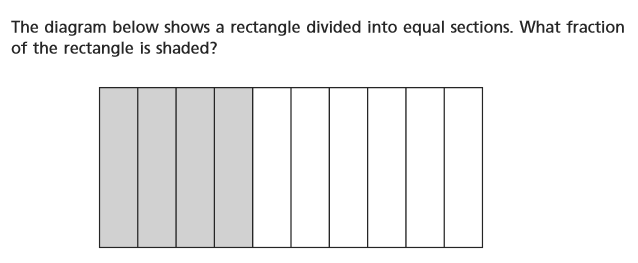 The diagram below shows a rectangle divided into equal sections. What fraction
of the rectangle is shaded?